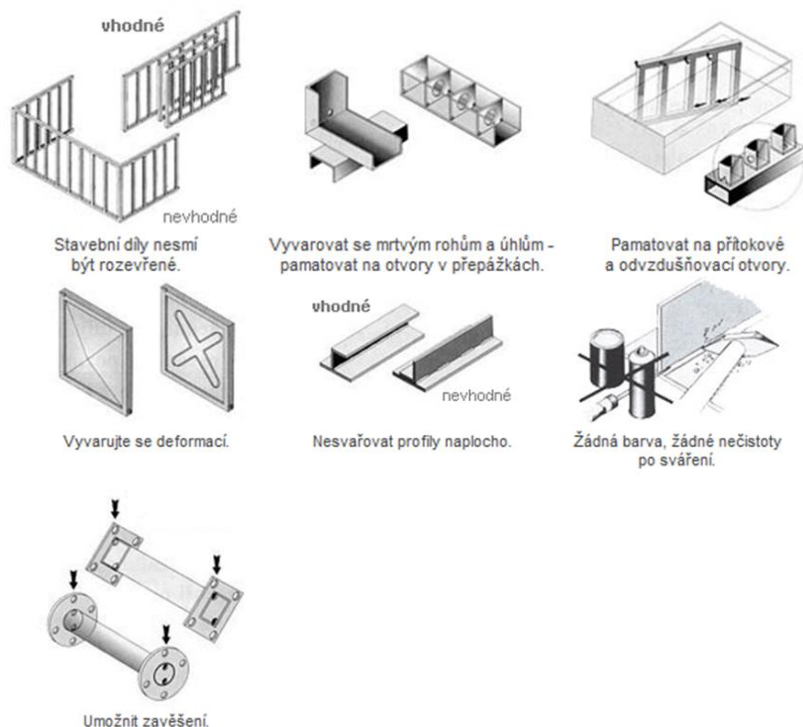 vhodné
nevhodné
Stavební díly nesmí
být rozevřené.
Vyvarovat se mrtvým rohům a úhlům -
pamatovat na otvory v přepážkách.
Pamatovat na přítokové
a odvzdušňovací otvory.
Vyvarujte se deformací.
vhodné
nevhodné
Nesvařovat profily naplocho.
Žádná barva, žádné nečistoty
po sváření.
Umožnit zavěšení.